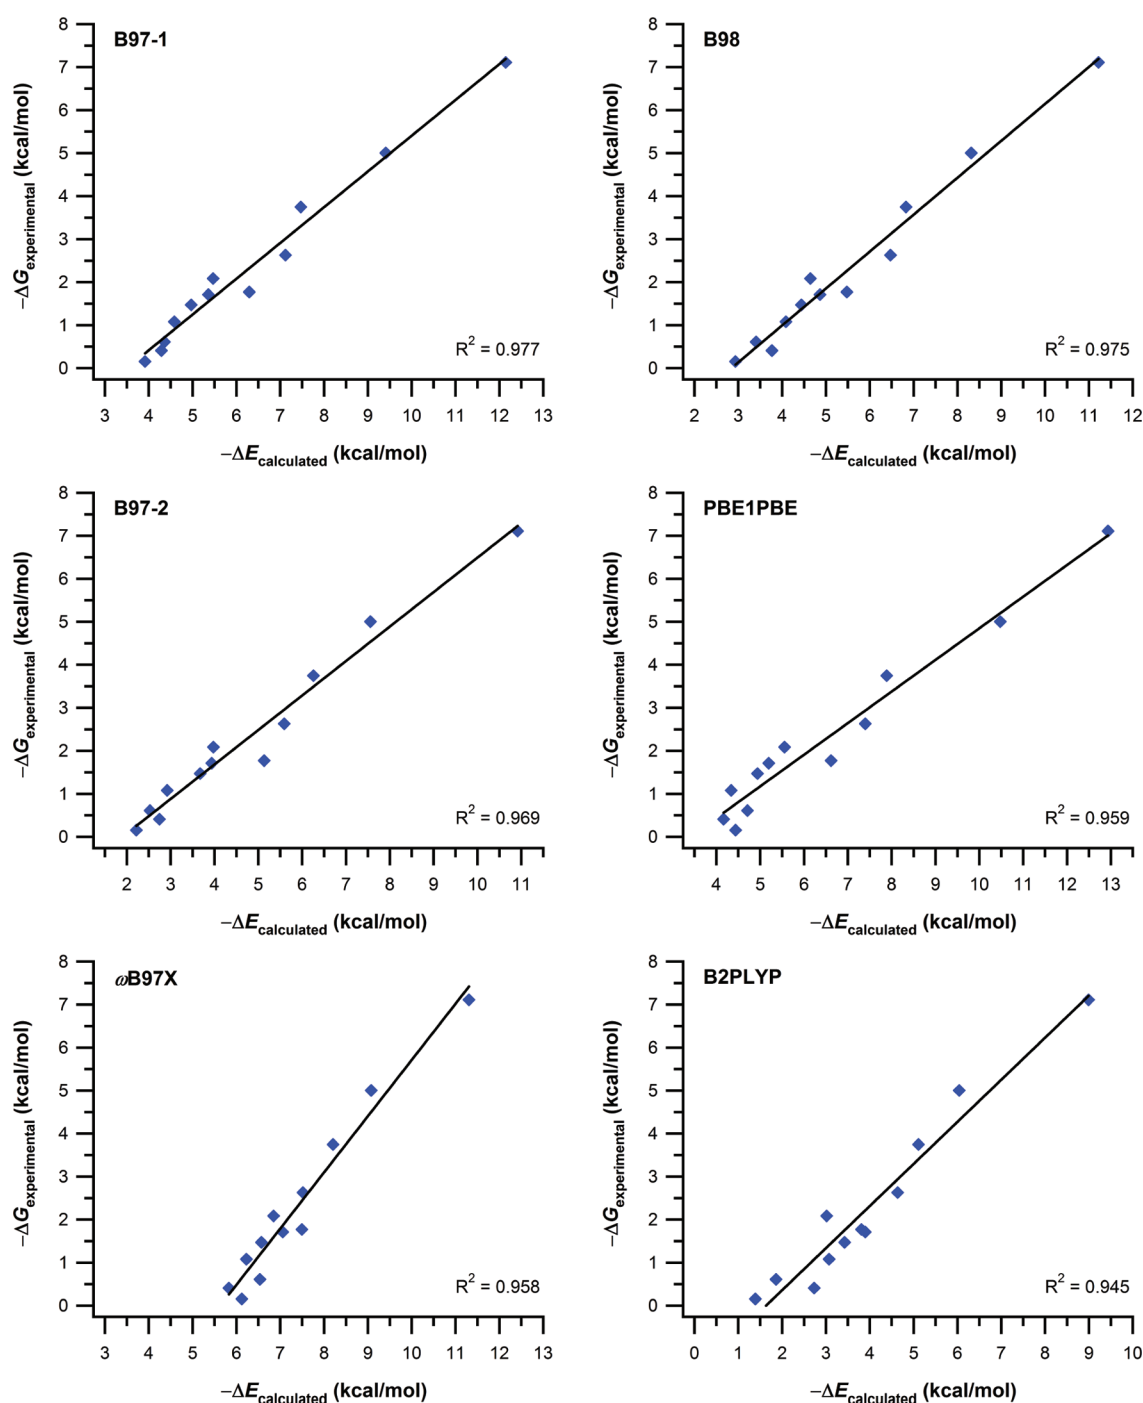 B97-1
−ΔGexperimental (kcal/mol)
8
7
6
5
4
3
2
1
0
R2 = 0.977
3 4 5 6 7 8 9 10 11 12 13
−ΔEcalculated (kcal/mol)
B98
−ΔGexperimental (kcal/mol)
8
7
6
5
4
3
2
1
0
R2 = 0.975
2 3 4 5 6 7 8 9 10 11 12
−ΔEcalculated (kcal/mol)
B97-2
−ΔGexperimental (kcal/mol)
8
7
6
5
4
3
2
1
0
R2 = 0.969
2 3 4 5 6 7 8 9 10 11
−ΔEcalculated (kcal/mol)
PBE1PBE
−ΔGexperimental (kcal/mol)
8
7
6
5
4
3
2
1
0
R2 = 0.959
4 5 6 7 8 9 10 11 12 13
−ΔEcalculated (kcal/mol)
ωB97X
−ΔGexperimental (kcal/mol)
8
7
6
5
4
3
2
1
0
R2 = 0.958
3 4 5 6 7 8 9 10 11 12 13
−ΔEcalculated (kcal/mol)
B2PLYP
−ΔGexperimental (kcal/mol)
8
7
6
5
4
3
2
1
0
R2 = 0.945
0 1 2 3 4 5 6 7 8 9 10
−ΔEcalculated (kcal/mol)